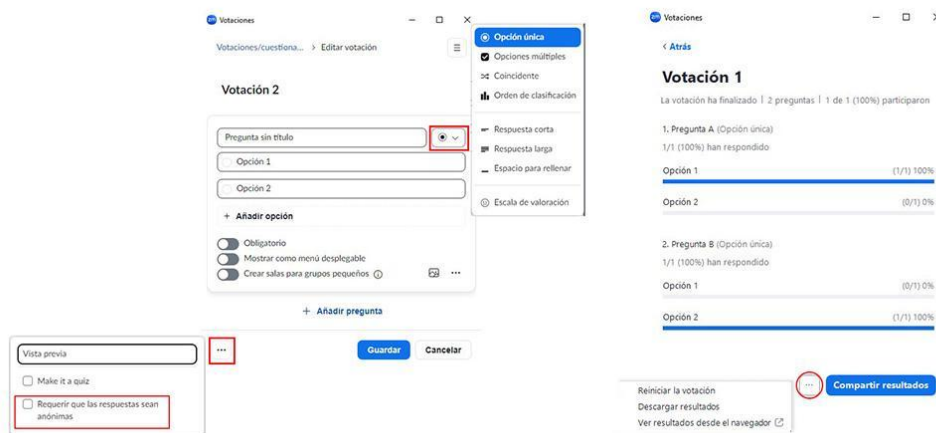 zm Votaciones
Votaciones/cuestiona... > Editar votación
Votación 2
Pregunta sin título
Opción 1
Opción 2
+ Añadir opción
Obligatorio
Mostrar como menú desplegable
Crear salas para grupos pequeños
+ Añadir pregunta
Guardar
Cancelar
Opción única
Opciones múltiples
Coincidente
Orden de clasificación
Respuesta corta
Respuesta larga
Espacio para rellenar
Escala de valoración
Vista previa
Make it a quiz
Requerir que las respuestas sean
anónimas
zm Votaciones
< Atrás
Votación 1
La votación ha finalizado | 2 preguntas | 1 de 1 (100%) participaron
1. Pregunta A (Opción única)
1/1 (100%) han respondido
Opción 1 (1/1) 100%
Opción 2 (0/1) 0%
2. Pregunta B (Opción única)
1/1 (100%) han respondido
Opción 1 (0/1) 0%
Opción 2 (1/1) 100%
Compartir resultados
Reiniciar la votación
Descargar resultados
Ver resultados desde el navegador